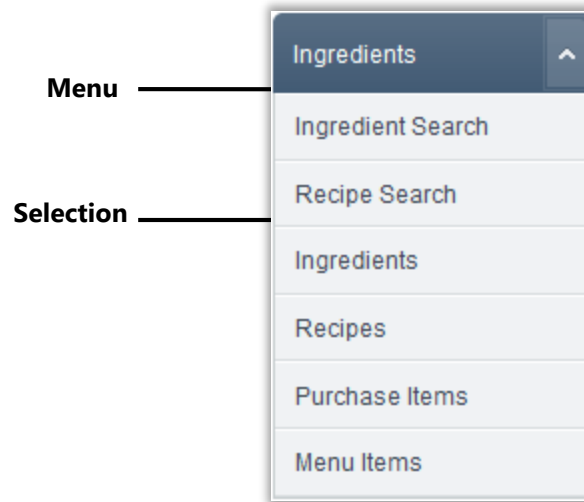 Ingredients
Menu
Ingredient Search
Recipe Search
Selection
Ingredients
Recipes
Purchase Items
Menu Items